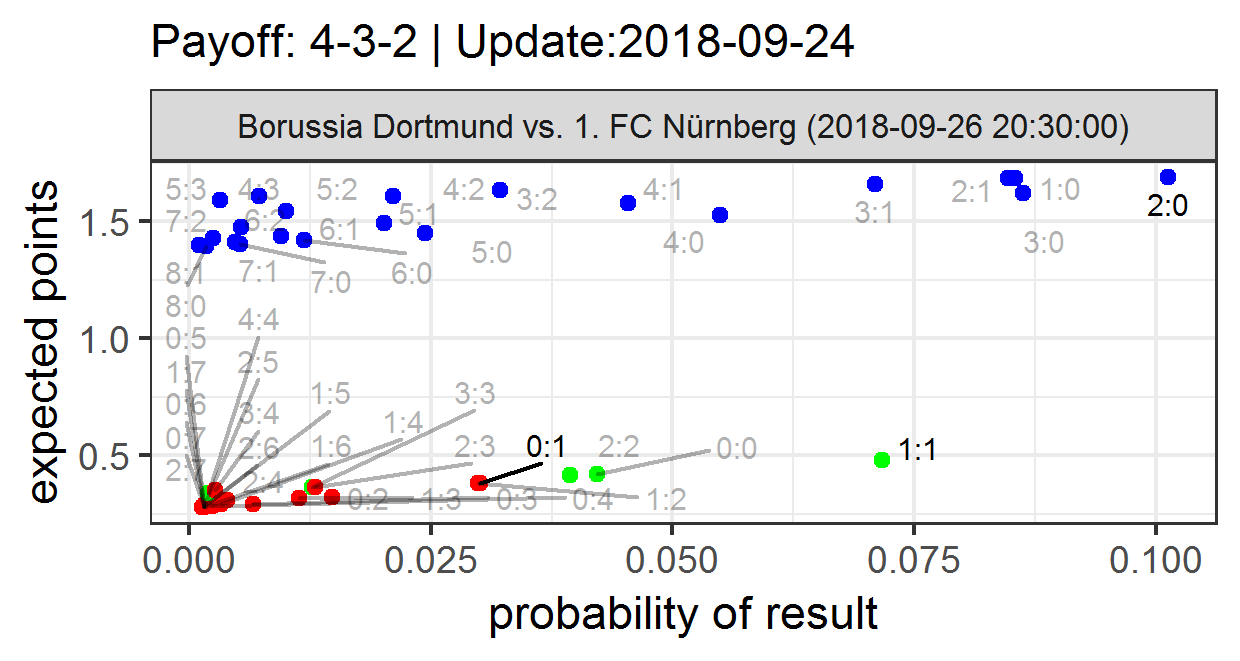 Payoff: 4-3-2 | Update:2018-09-24
Borussia Dortmund vs. 1. FC Nürnberg (2018-09-26 20:30:00)
expected points
1.5
1.0
0.5
5:3 4:3 5:2 4:2 3:2 4:1 2:1 1:0
7:2 6:2 6:1 5:1 3:1 2:0
5:0 4:0 3:0
8:1 7:1 7:0 6:0
8:0
0:5 4:4
1:7 2:5
0:6 3:4 1:5 3:3
0:7 2:6 1:6 1:4 2:3 0:1 2:2 0:0 1:1
2:7 2:4 0:2 1:3 0:3 0:4 1:2
0.000 0.025 0.050 0.075 0.100
probability of result